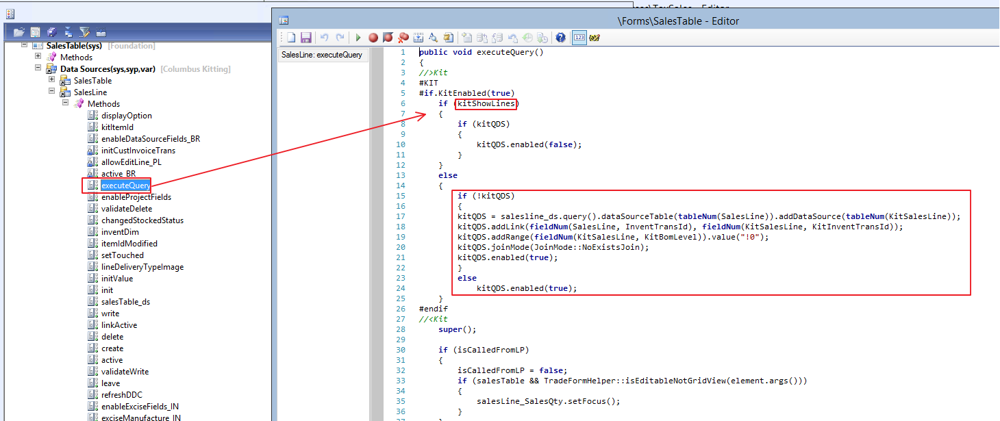 \Forms\SalesTable - Editor
SalesTable(sys) [Foundation]
Methods
Data Sources(sys,syp,var) [Columbus Kitting]
SalesTable
SalesLine
Methods
displayOption
kitItemId
enableDataSourceFields_BR
initCustInvoiceTrans
allowEditLine_PL
active_BR
executeQuery
enableProjectFields
validateDelete
changedStockedStatus
inventDim
itemIdModified
setTouched
lineDeliveryTypeImage
initValue
init
salesTable_ds
write
linkActive
delete
create
active
validateWrite
leave
refreshDDC
enableExciseFields_IN
exciseManufacture_IN
SalesLine: executeQuery
1 public void executeQuery()
2 {
3 //>Kit
4 #KIT
5 #if.KitEnabled(true)
6 if (kitShowLines)
7 {
8 if (kitQDS)
9 {
10 kitQDS.enabled(false);
11 }
12 }
13 else
14 {
15 if (!kitQDS)
16 {
17 kitQDS = salesline_ds.query().dataSourceTable(tableNum(SalesLine)).addDataSource(tableNum(KitSalesLine));
18 kitQDS.addLink(fieldNum(SalesLine, InventTransId), fieldNum(KitSalesLine, KitInventTransId));
19 kitQDS.addRange(fieldNum(KitSalesLine, KitBomLevel)).value("!0");
20 kitQDS.joinMode(JoinMode::NoExistsJoin);
21 kitQDS.enabled(true);
22 }
23 else
24 kitQDS.enabled(true);
25 }
26 #endif
27 //<Kit
28 super();
29
30 if (isCalledFromLP)
31 {
32 isCalledFromLP = false;
33 if (salesTable && TradeFormHelper::isEditableNotGridView(element.args()))
34 {
35 salesLine_SalesQty.setFocus();
36 }